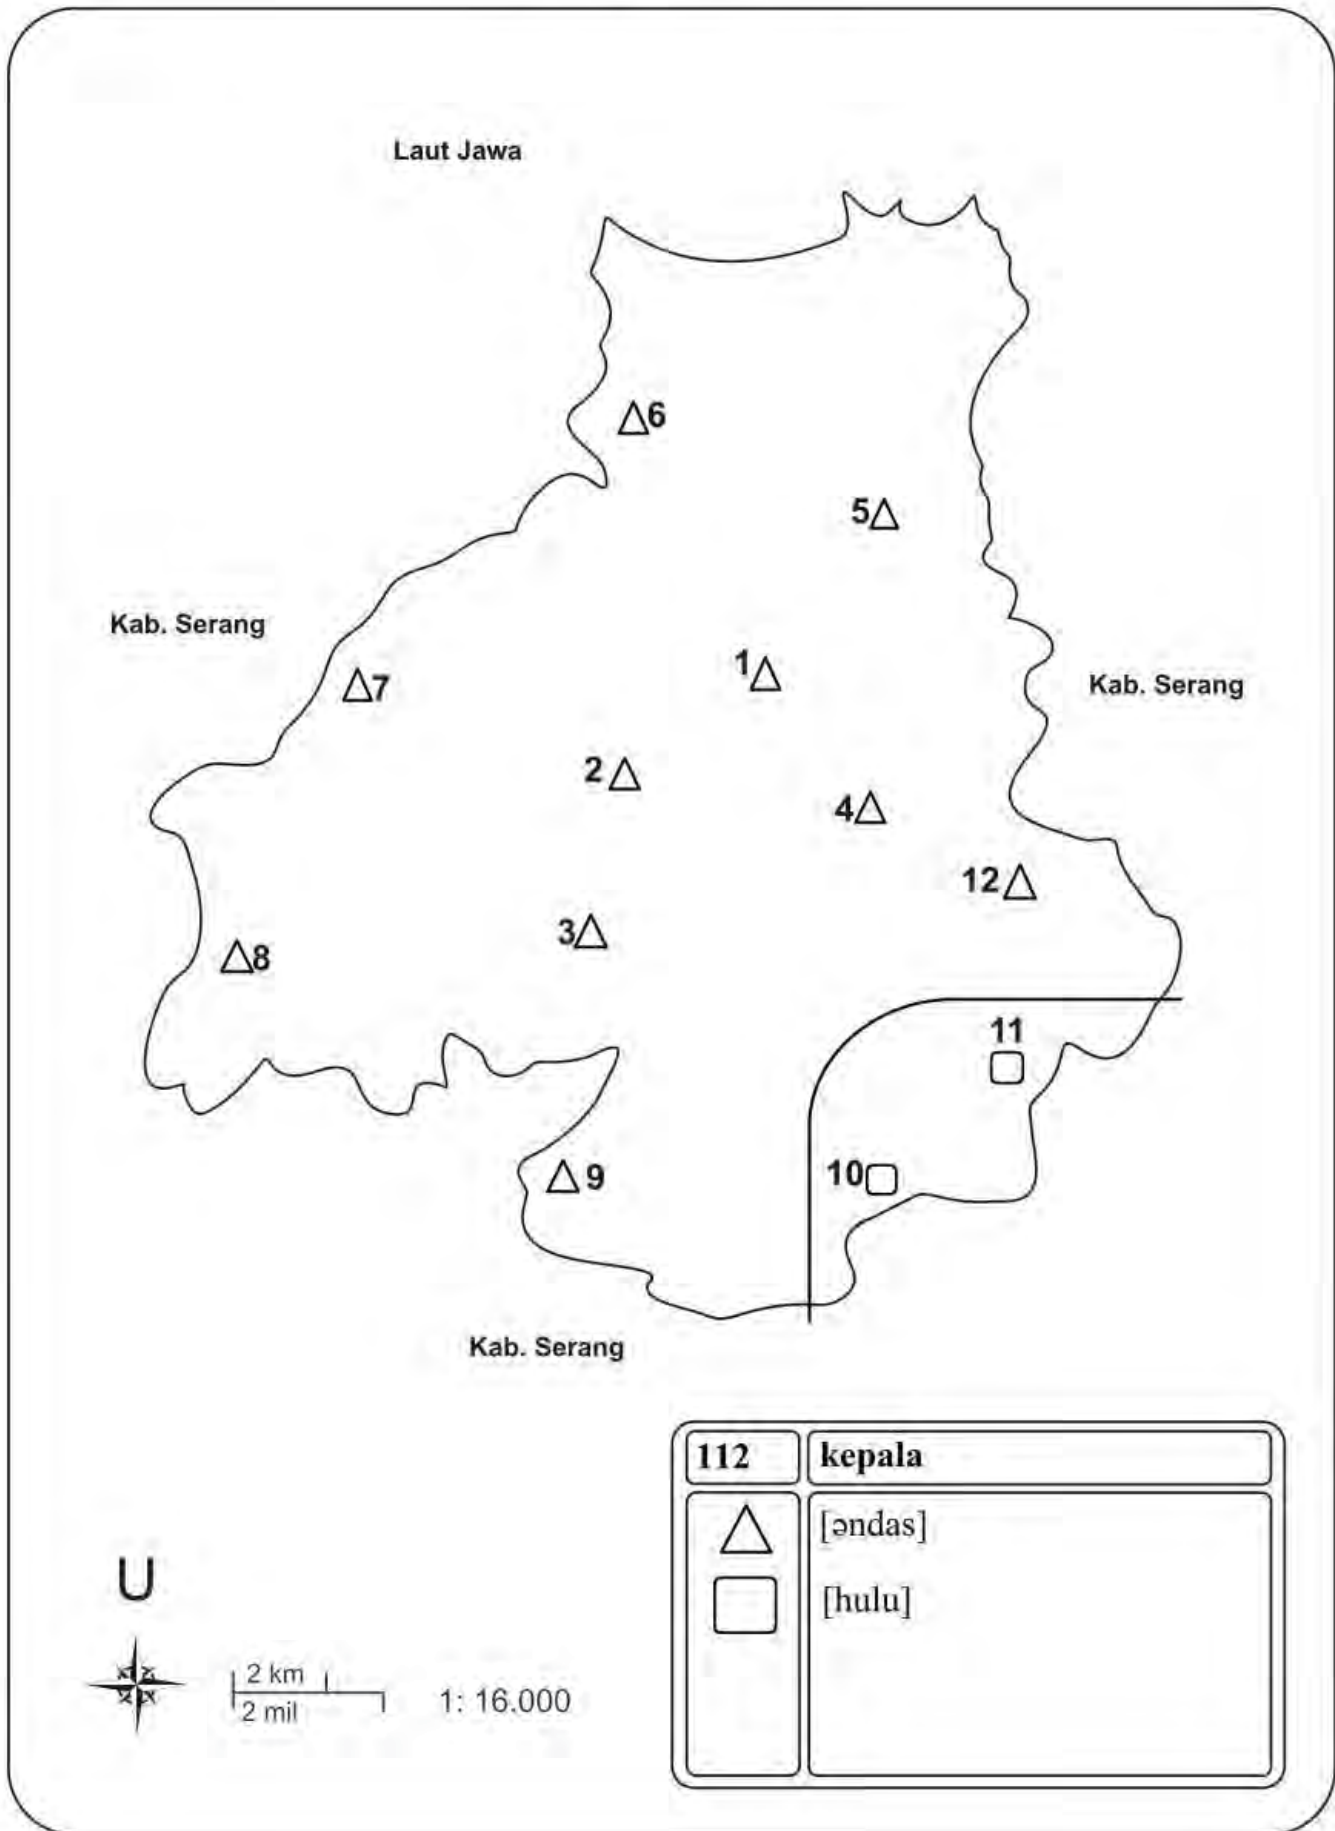 Laut Jawa
6
5
Kab. Serang
1
Kab. Serang
7
2
4
12
3
8
11
10
9
Kab. Serang
112 kepala
[əndas]
[hulu]
U
2 km
2 mil
1: 16.000